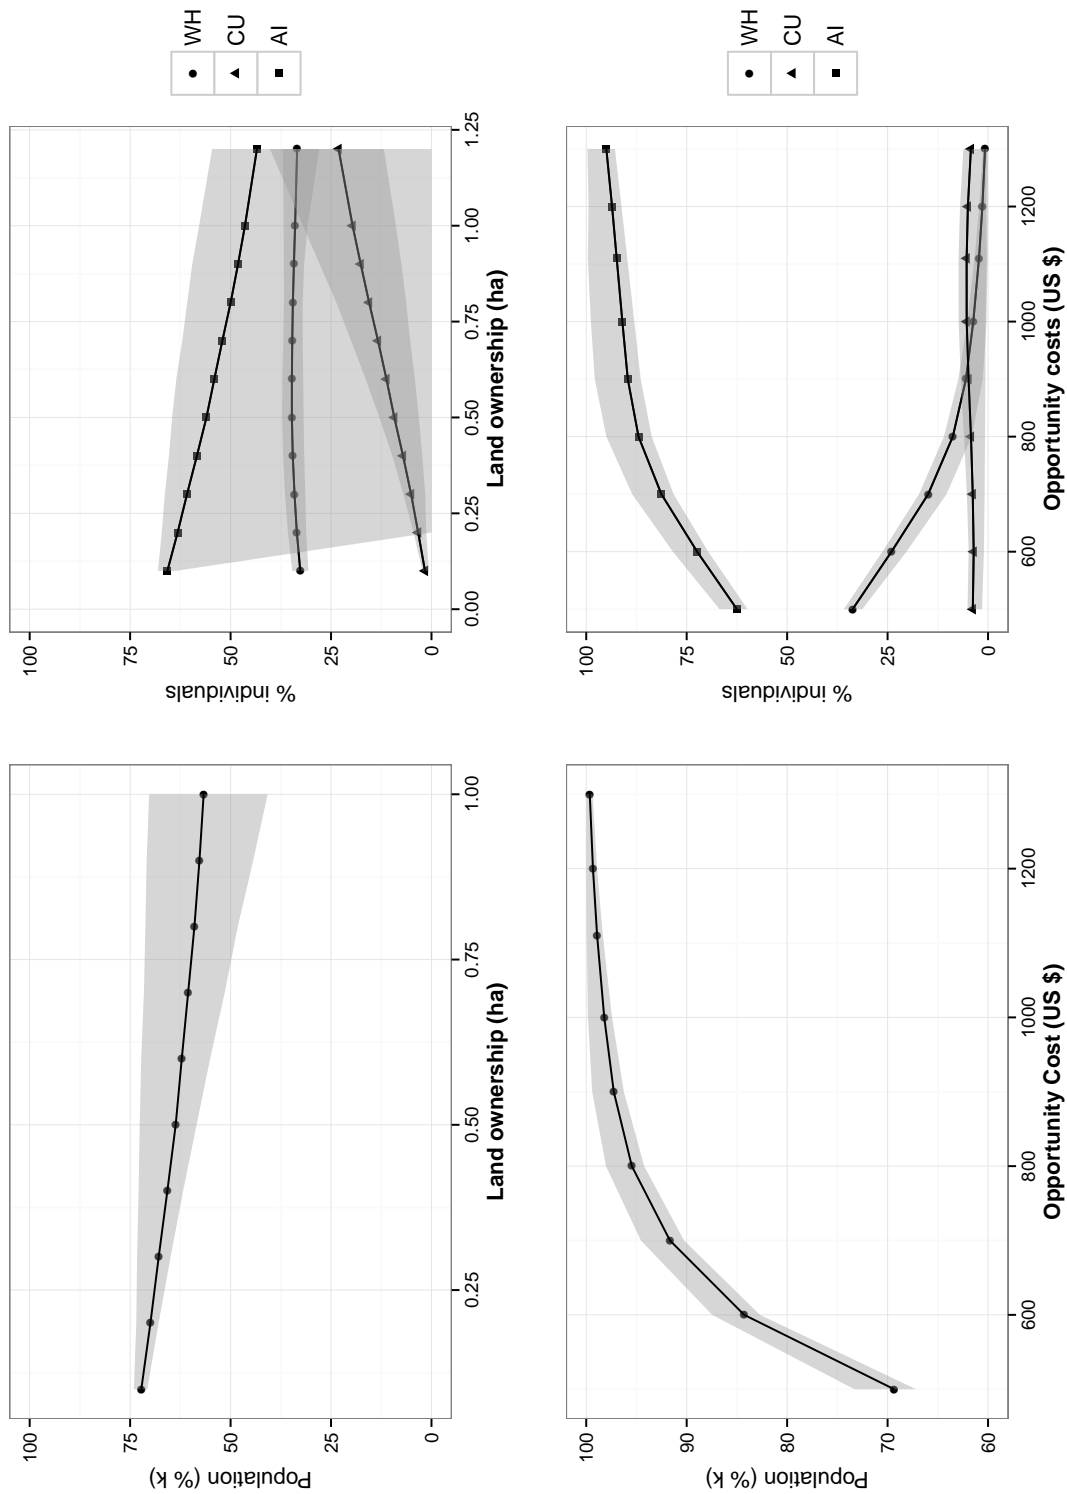 Population (% k)
100
75
50
25
0
0.25
0.50
0.75
1.00
Land ownership (ha)
% individuals
100
75
50
25
0
0.00
0.25
0.50
0.75
1.00
1.25
Land ownership (ha)
WH
CU
AI
Population (% k)
100
90
80
70
60
600
800
1000
1200
Opportunity Cost (US $)
% individuals
100
75
50
25
0
600
800
1000
1200
Opportunity costs (US $)
WH
CU
AI